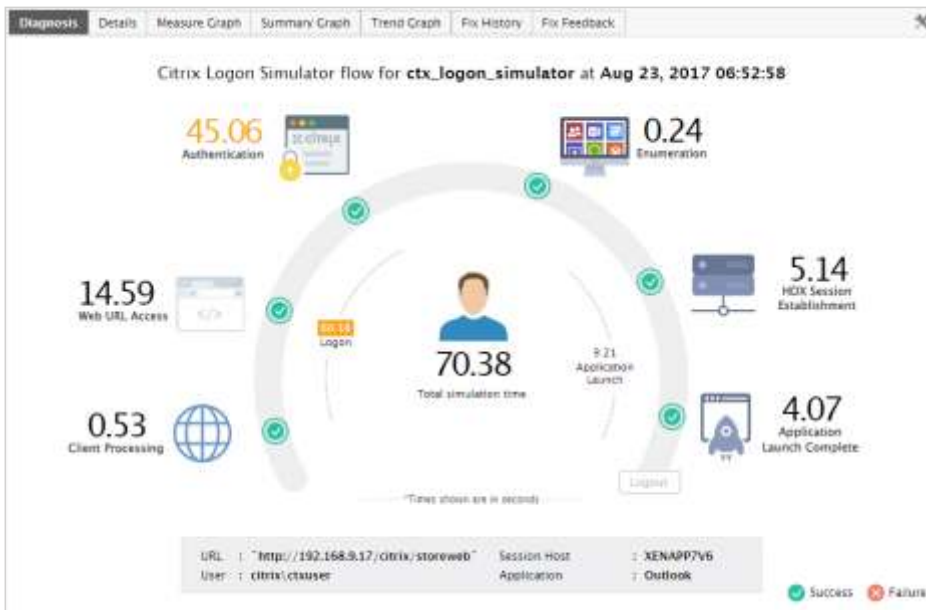 Diagnosis Details Measure Graph Summary Graph Trend Graph Fix History Fix Feedback
Citrix Logon Simulator flow for ctx_logon_simulator at Aug 23, 2017 06:52:58
45.06
Authentication
CITRIX
0.24
Enumeration
14.59
Web URL Access
</>
5.14
HDX Session
Establishment
Logon
70.38
Total simulation time
9.21
Application
Launch
0.53
Client Processing
4.07
Application
Launch Complete
Logout
*Times shown are in seconds
URL : "http://192.168.9.17/citrix/storeweb" Session Host : XENAPP7V6
User : citrix\ctxuser Application : Outlook
Success Failure